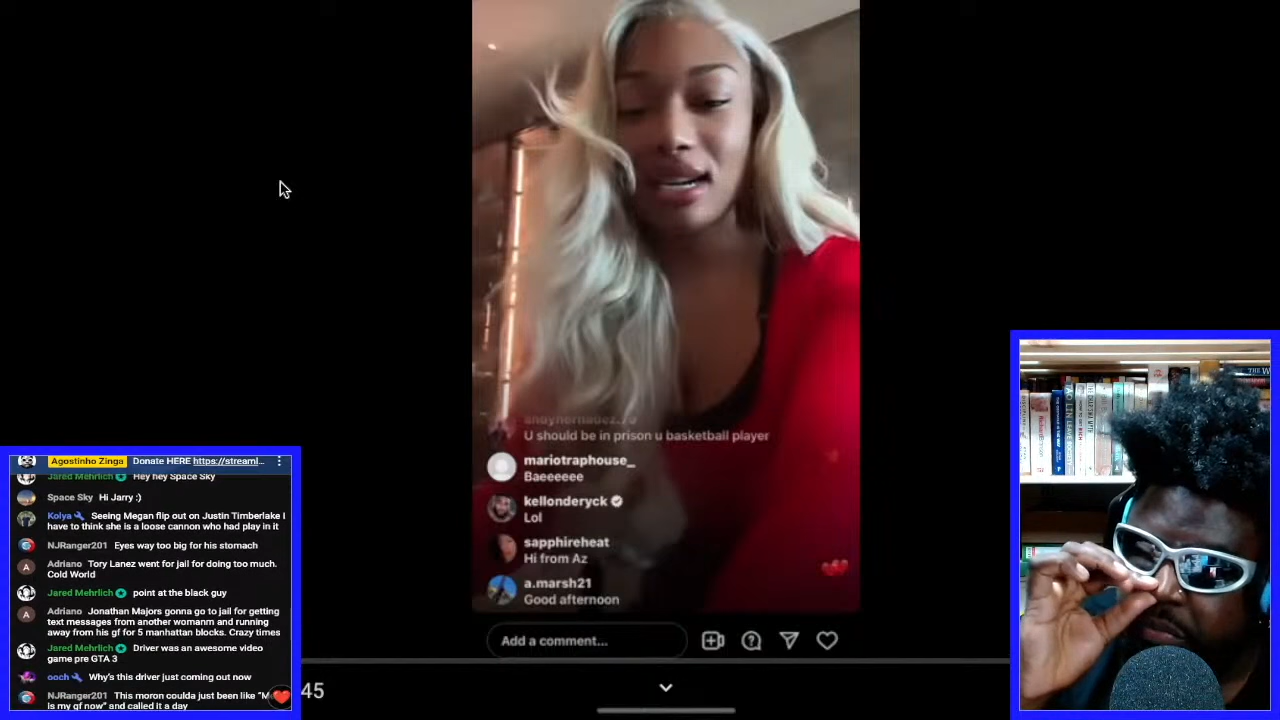 Agostinho Zinga Donate HERE https://streaml...
Jared Mehrlich Hey hey Space Sky
Space Sky Hi Jarry :)
Kolya Seeing Megan flip out on Justin Timberlake I
have to think she is a loose cannon who had play in it
NJRanger201 Eyes way too big for his stomach
Adriano Tory Lanez went for jail for doing too much.
Cold World
Jared Mehrlich point at the black guy
Adriano Jonathan Majors gonna go to jail for getting
text messages from another womanm and running
away from his gf for 5 manhattan blocks. Crazy times
Jared Mehrlich Driver was an awesome video
game pre GTA 3
ooch Why's this driver just coming out now
NJRanger201 This moron coulda just been like
is my gf now" and called it a day
U should be in prison u basketball player
mariotraphouse_
Baeeeeee
kellonderyck
Lol
sapphireheat
Hi from Az
a.marsh21
Good afternoon
Add a comment...
45